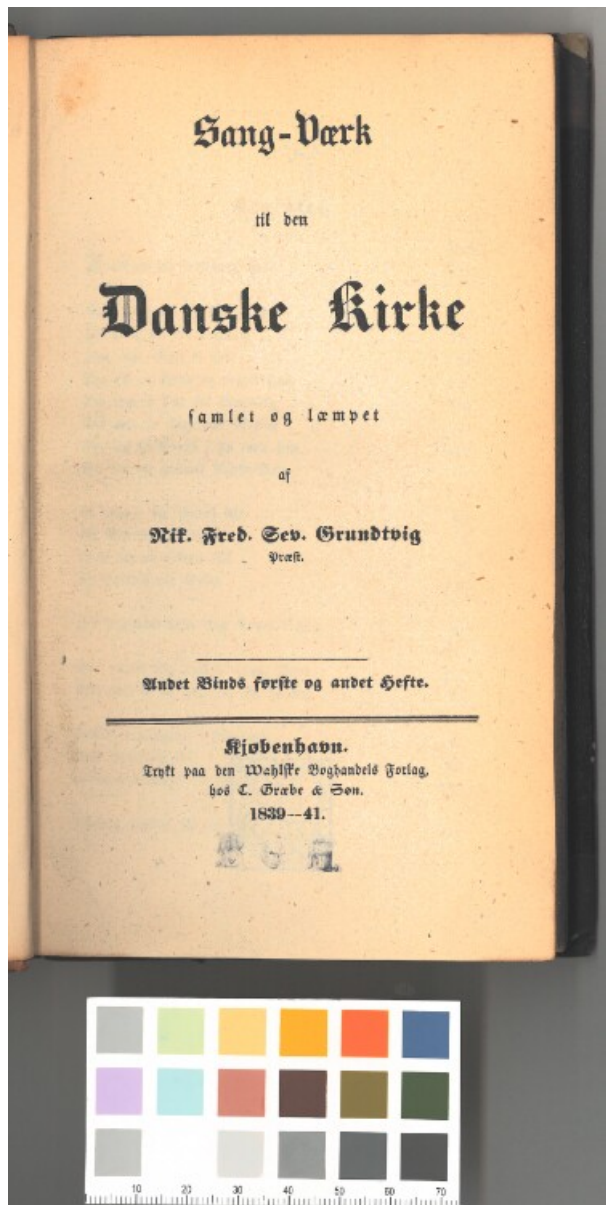 Sang-Værk
til den
Danske Kirke
samlet og læmpet
af
Nik. Fred. Sev. Grundtvig
Præst.
Andet Binds første og andet Hefte.
Kjøbenhavn.
Trykt paa den Wahlske Boghandels Forlag,
hos C. Græbe & Søn.
1839—41.
10 20 30 40 50 60 70